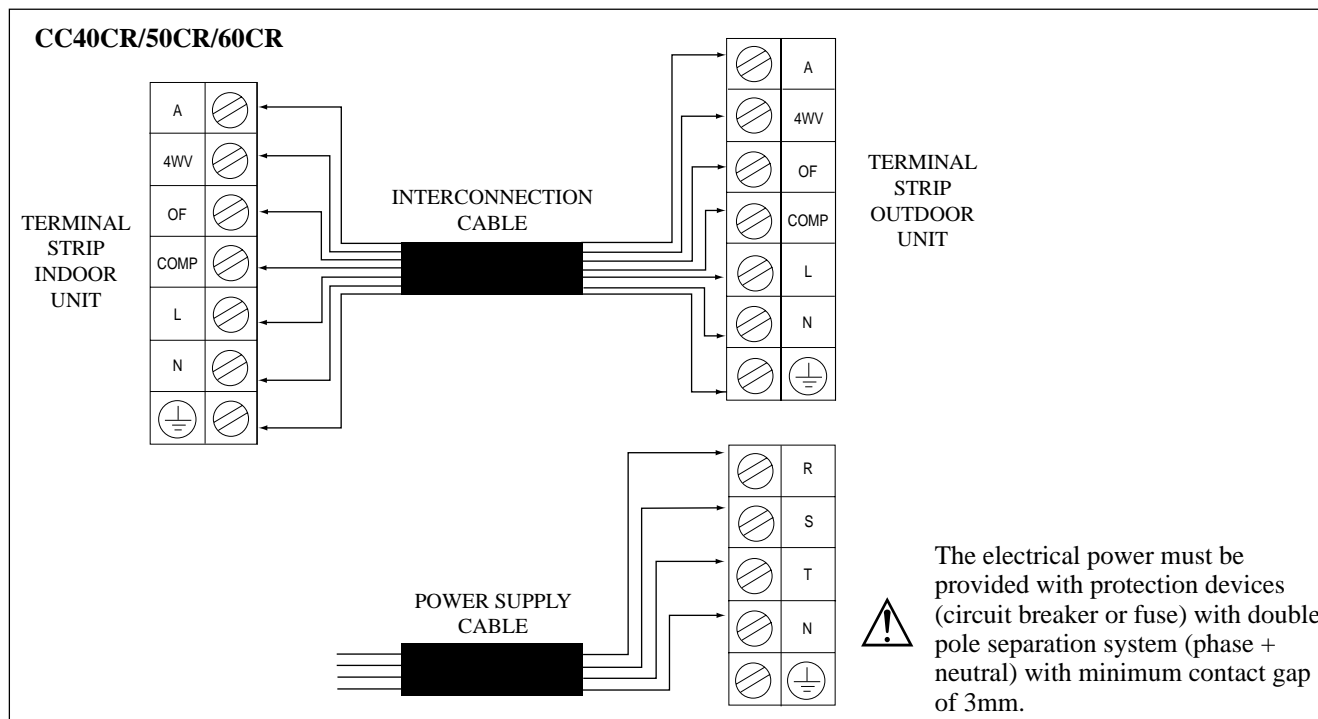 CC40CR/50CR/60CR
TERMINAL
STRIP
INDOOR
UNIT
A
4WV
OF
COMP
L
N
INTERCONNECTION
CABLE
A
4WV
OF
COMP
L
N
TERMINAL
STRIP
OUTDOOR
UNIT
POWER SUPPLY
CABLE
R
S
T
N
The electrical power must be
provided with protection devices
(circuit breaker or fuse) with double
pole separation system (phase +
neutral) with minimum contact gap
of 3mm.